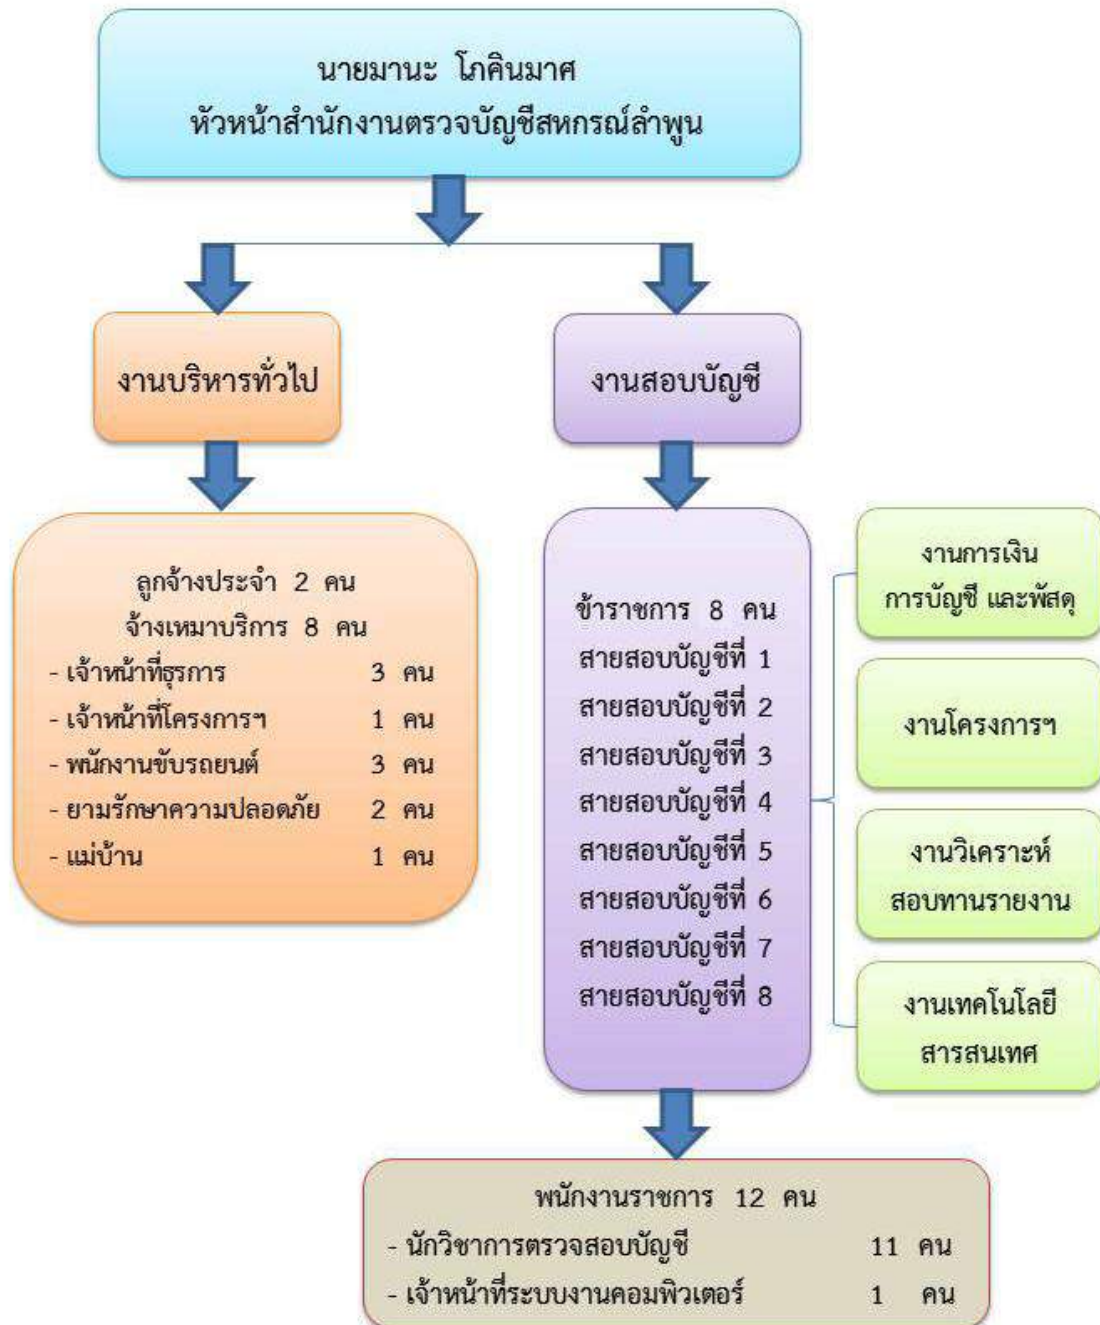 นายมานะ โภคินมาศ
หัวหน้าสำนักงานตรวจบัญชีสหกรณ์ลำพูน
งานบริหารทั่วไป
งานสอบบัญชี
ลูกจ้างประจำ 2 คน
จ้างเหมาบริการ 8 คน
- เจ้าหน้าที่ธุรการ 3 คน
- เจ้าหน้าที่โครงการฯ 1 คน
- พนักงานขับรถยนต์ 3 คน
- ยามรักษาความปลอดภัย 2 คน
- แม่บ้าน 1 คน
ข้าราชการ 8 คน
สายสอบบัญชีที่ 1
สายสอบบัญชีที่ 2
สายสอบบัญชีที่ 3
สายสอบบัญชีที่ 4
สายสอบบัญชีที่ 5
สายสอบบัญชีที่ 6
สายสอบบัญชีที่ 7
สายสอบบัญชีที่ 8
งานการเงิน
การบัญชี และพัสดุ
งานโครงการฯ
งานวิเคราะห์
สอบทานรายงาน
งานเทคโนโลยี
สารสนเทศ
พนักงานราชการ 12 คน
- นักวิชาการตรวจสอบบัญชี 11 คน
- เจ้าหน้าที่ระบบงานคอมพิวเตอร์ 1 คน